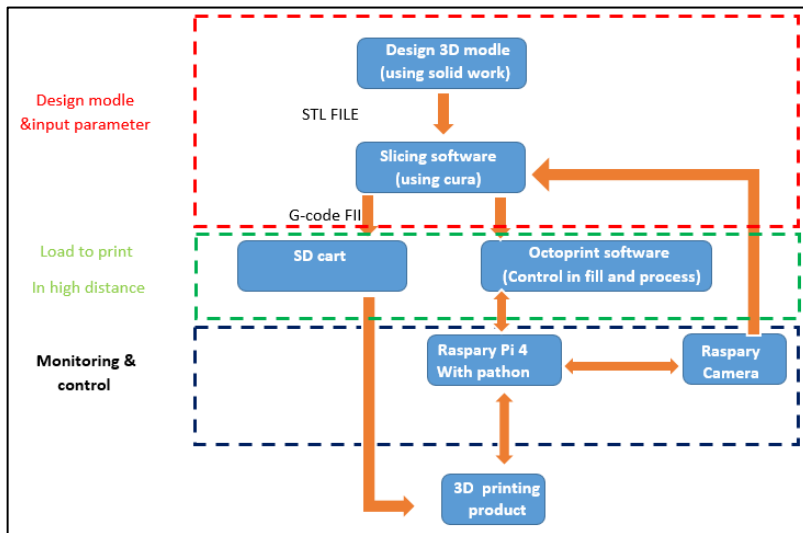 Design 3D modle
(using solid work)
Design modle
&input parameter
STL FILE
Slicing software
(using cura)
G-code FII
Load to print
In high distance
SD cart
Octoprint software
(Control in fill and process)
Monitoring &
control
Raspary Pi 4
With pathon
Raspary
Camera
3D printing
product